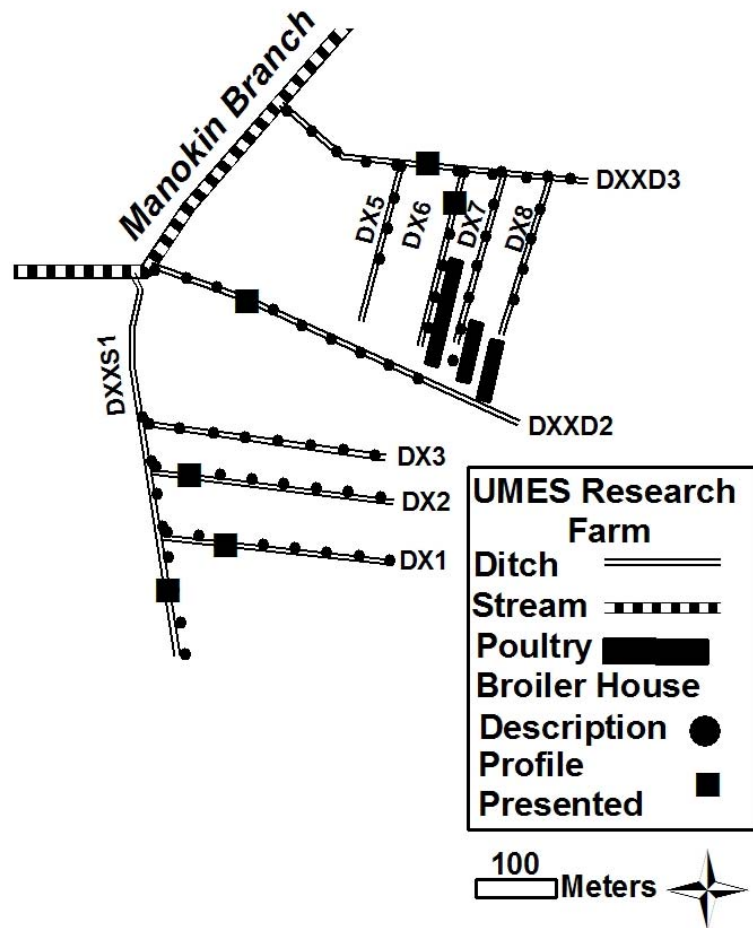 Manokin Branch
DXXD3
DX5
DX6
DX7
DX8
DXXS1
DXXD2
DX3
DX2
DX1
UMES Research
Farm
Ditch
Stream
Poultry
Broiler House
Description
Profile
Presented
100
Meters